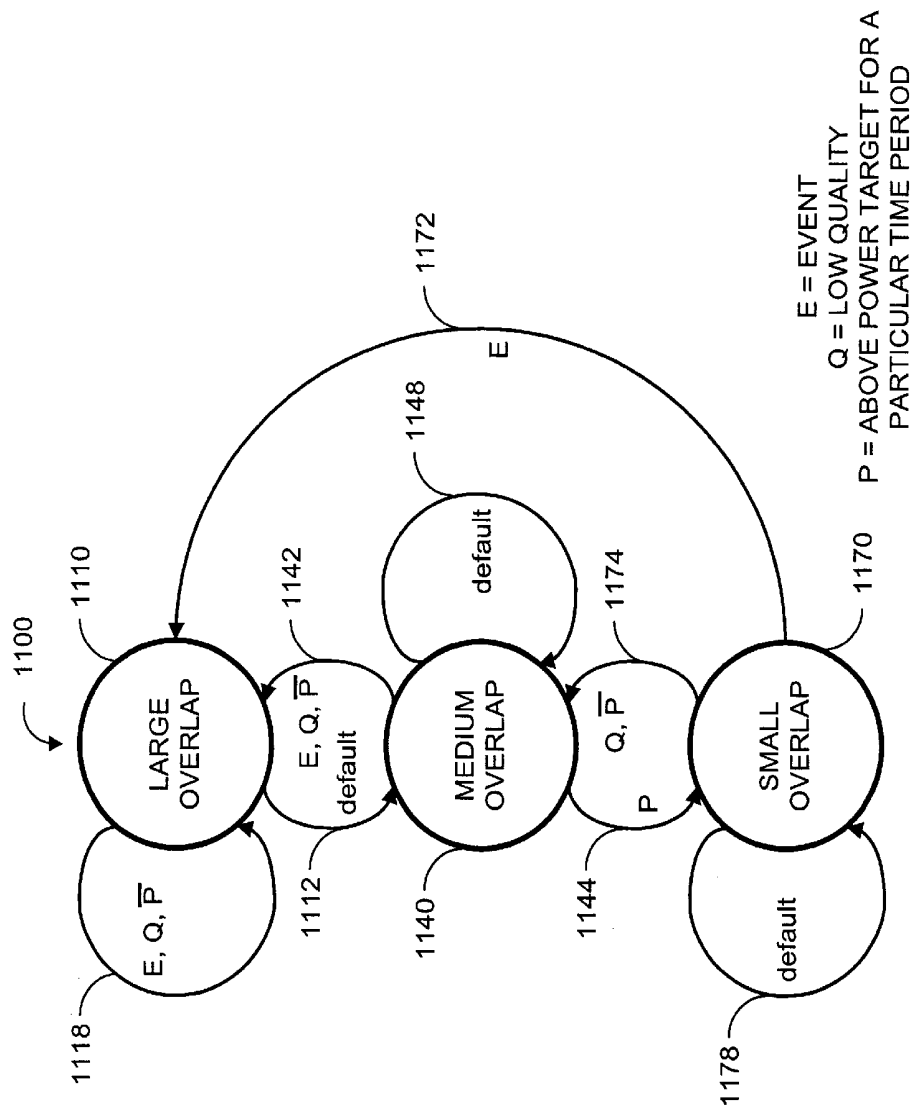 1100
1110
LARGE
OVERLAP
1118
E, Q, P̅
1142
E, Q, P̅
default
1112
1172
E
1148
default
1140
MEDIUM
OVERLAP
1174
Q, P̅
P
1144
1170
SMALL
OVERLAP
1178
default
E = EVENT
Q = LOW QUALITY
P = ABOVE POWER TARGET FOR A
PARTICULAR TIME PERIOD